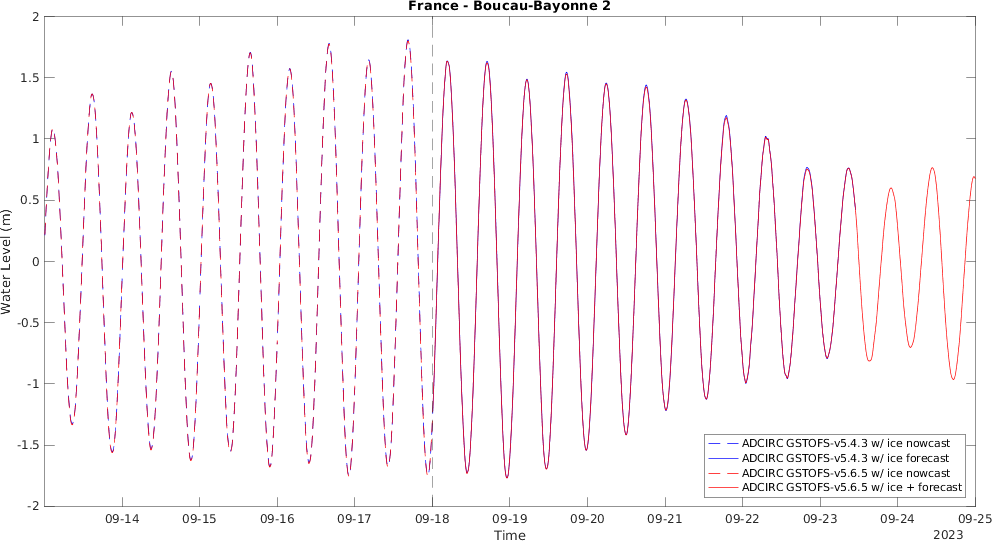 France - Boucau-Bayonne 2
2
1.5
1
0.5
0
-0.5
-1
-1.5
-2
Water Level (m)
ADCIRC GSTOFS-v5.4.3 w/ ice nowcast
ADCIRC GSTOFS-v5.4.3 w/ ice forecast
ADCIRC GSTOFS-v5.6.5 w/ ice nowcast
ADCIRC GSTOFS-v5.6.5 w/ ice + forecast
09-14 09-15 09-16 09-17 09-18 09-19 09-20 09-21 09-22 09-23 09-24 09-25
Time
2023